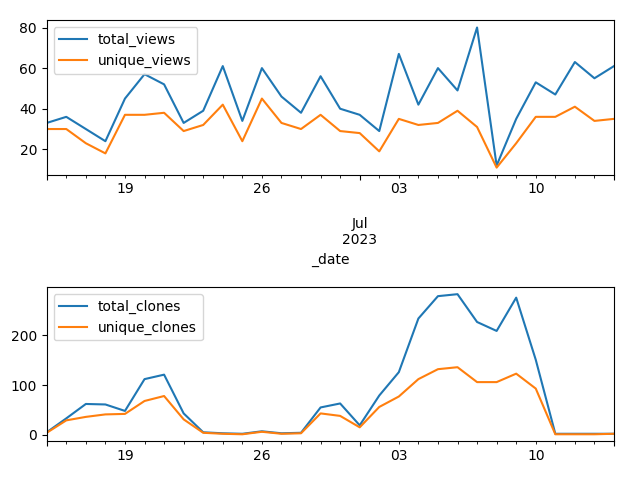 80
60
40
20
total_views
unique_views
19
26
03
10
Jul
2023
_date
200
100
0
total_clones
unique_clones
19
26
03
10